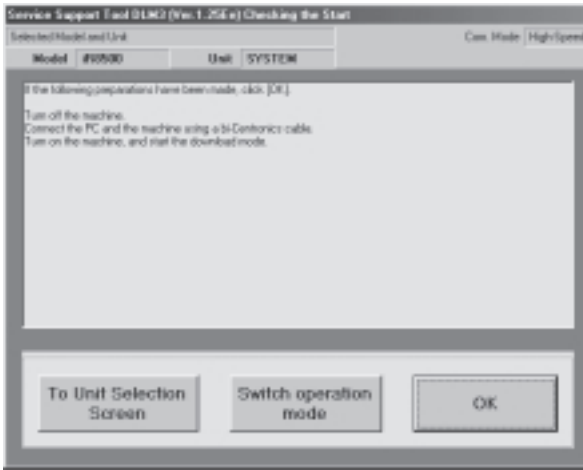 Service Support Tool DLM2 (Ver.1.25Ee) Checking the Start
Selected Model and Unit
Com. Mode High Speed
Model iR8500 Unit SYSTEM
If the following preparations have been made, click [OK].
Turn off the machine.
Connect the PC and the machine using a bi-Centronics cable.
Turn on the machine, and start the download mode.
To Unit Selection
Screen
Switch operation
mode
OK